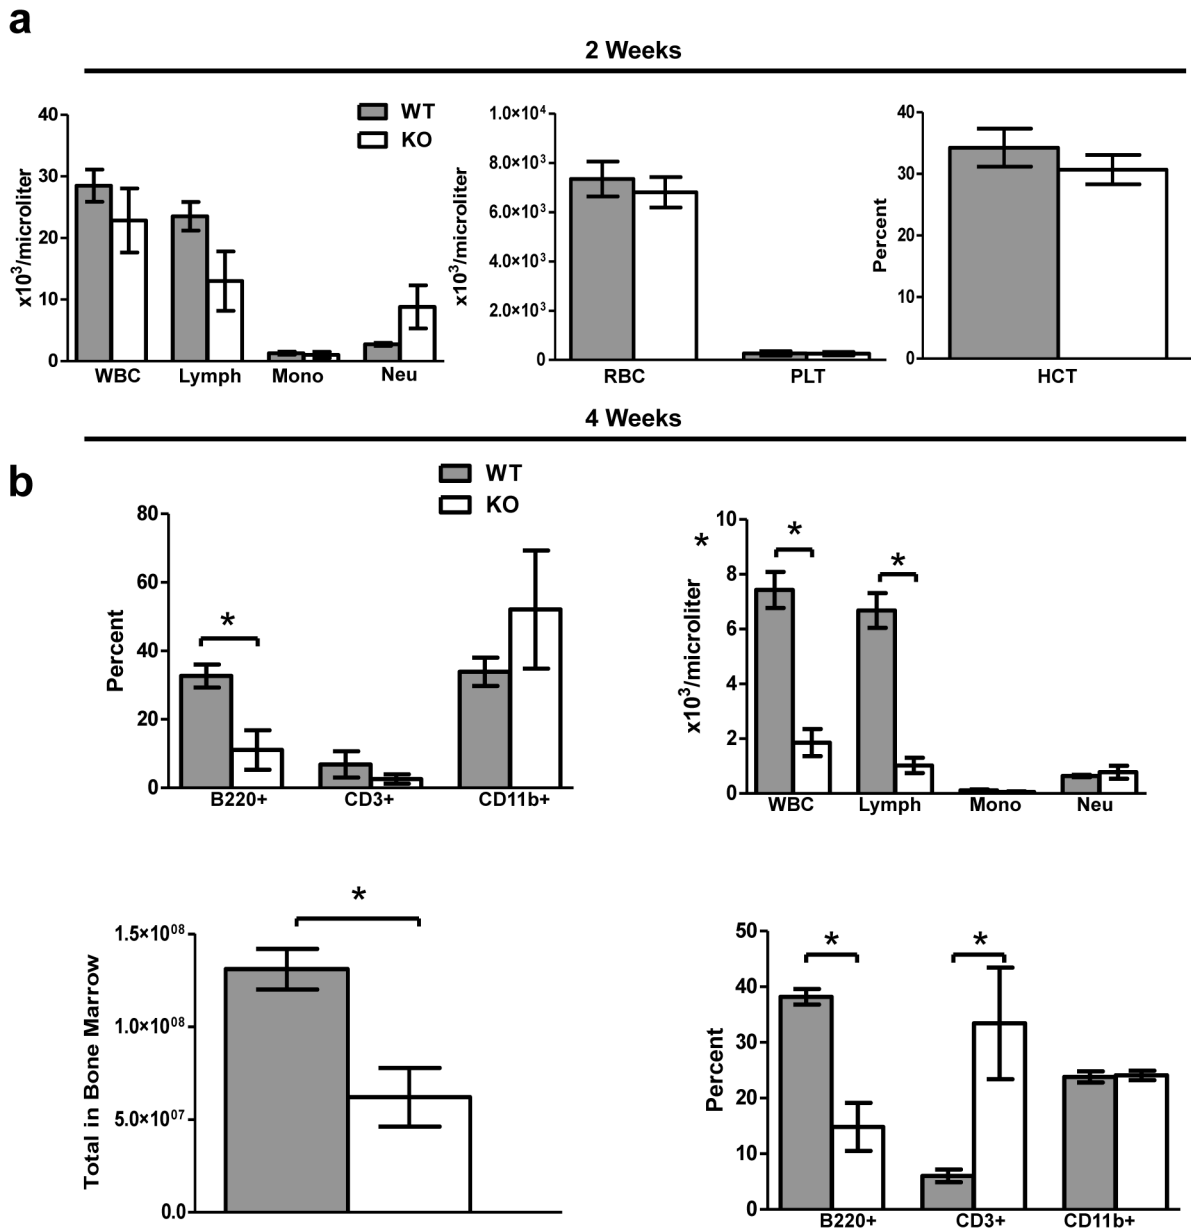 a
2 Weeks
WT
KO
x10³/microliter
40
30
20
10
0
WBC Lymph Mono Neu
x10³/microliter
1.0×10⁴
8.0×10³
6.0×10³
4.0×10³
2.0×10³
0
RBC PLT
Percent
40
30
20
10
0
HCT
4 Weeks
b
WT
KO
Percent
80
60
40
20
0
*
B220+ CD3+ CD11b+
x10³/microliter *
10
8
6
4
2
0
* *
WBC Lymph Mono Neu
Total in Bone Marrow
1.5×10⁰⁸
1.0×10⁰⁸
5.0×10⁰⁷
0.0
*
Percent
50
40
30
20
10
0
* *
B220+ CD3+ CD11b+